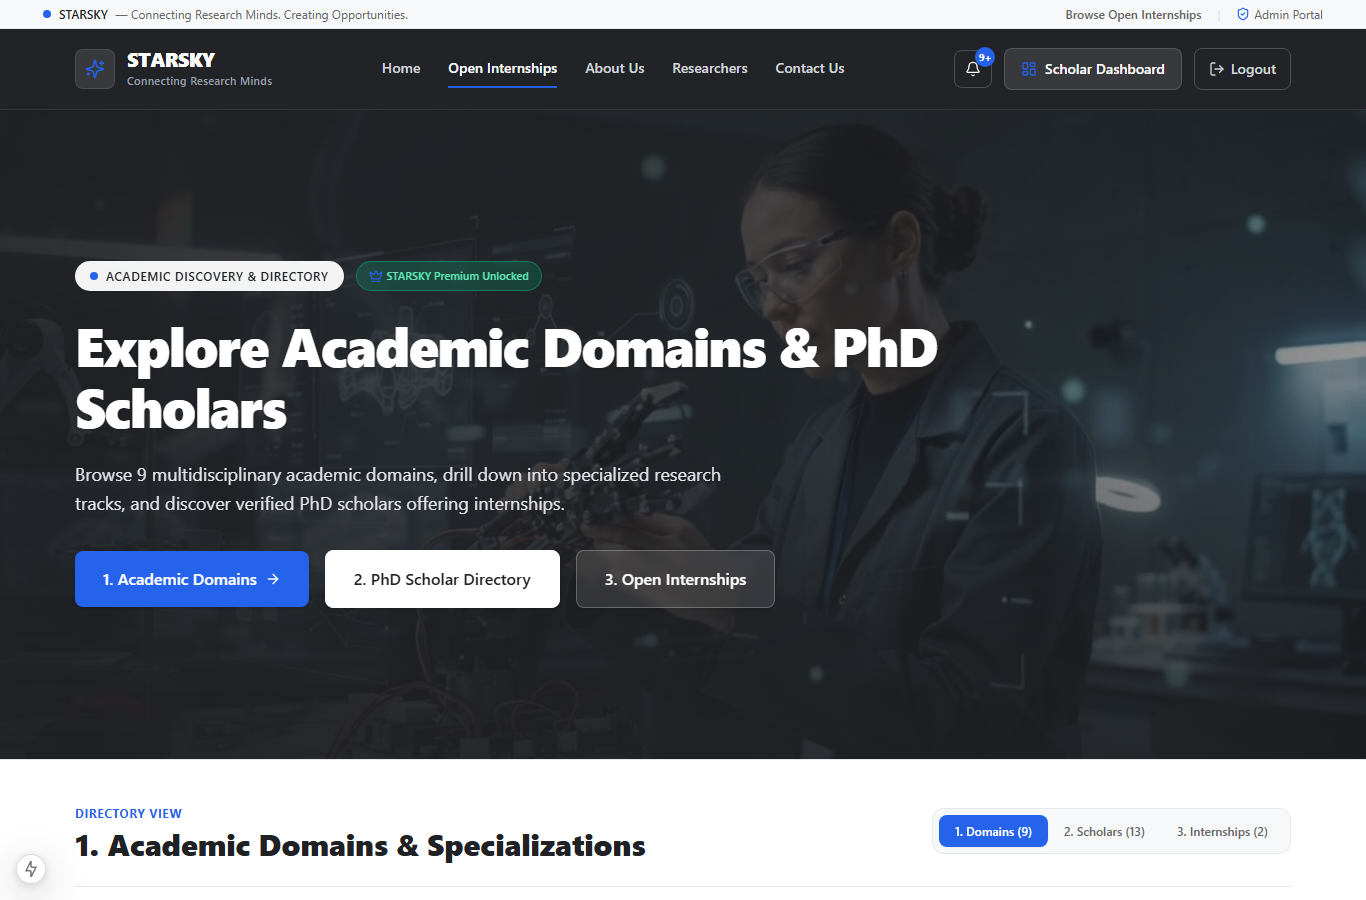 STARSKY — Connecting Research Minds. Creating Opportunities.
Browse Open Internships | Admin Portal
STARSKY
Connecting Research Minds
Home Open Internships About Us Researchers Contact Us
9+
Scholar Dashboard
Logout
ACADEMIC DISCOVERY & DIRECTORY
STARSKY Premium Unlocked
Explore Academic Domains & PhD
Scholars
Browse 9 multidisciplinary academic domains, drill down into specialized research
tracks, and discover verified PhD scholars offering internships.
1. Academic Domains →
2. PhD Scholar Directory
3. Open Internships
DIRECTORY VIEW
1. Academic Domains & Specializations
1. Domains (9) 2. Scholars (13) 3. Internships (2)